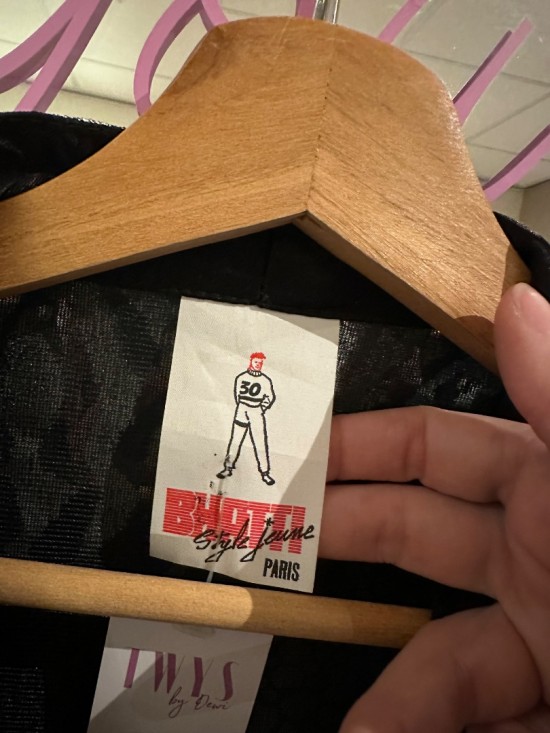 30
BHATTI
Style jeune
PARIS
TWYS
by Dewi